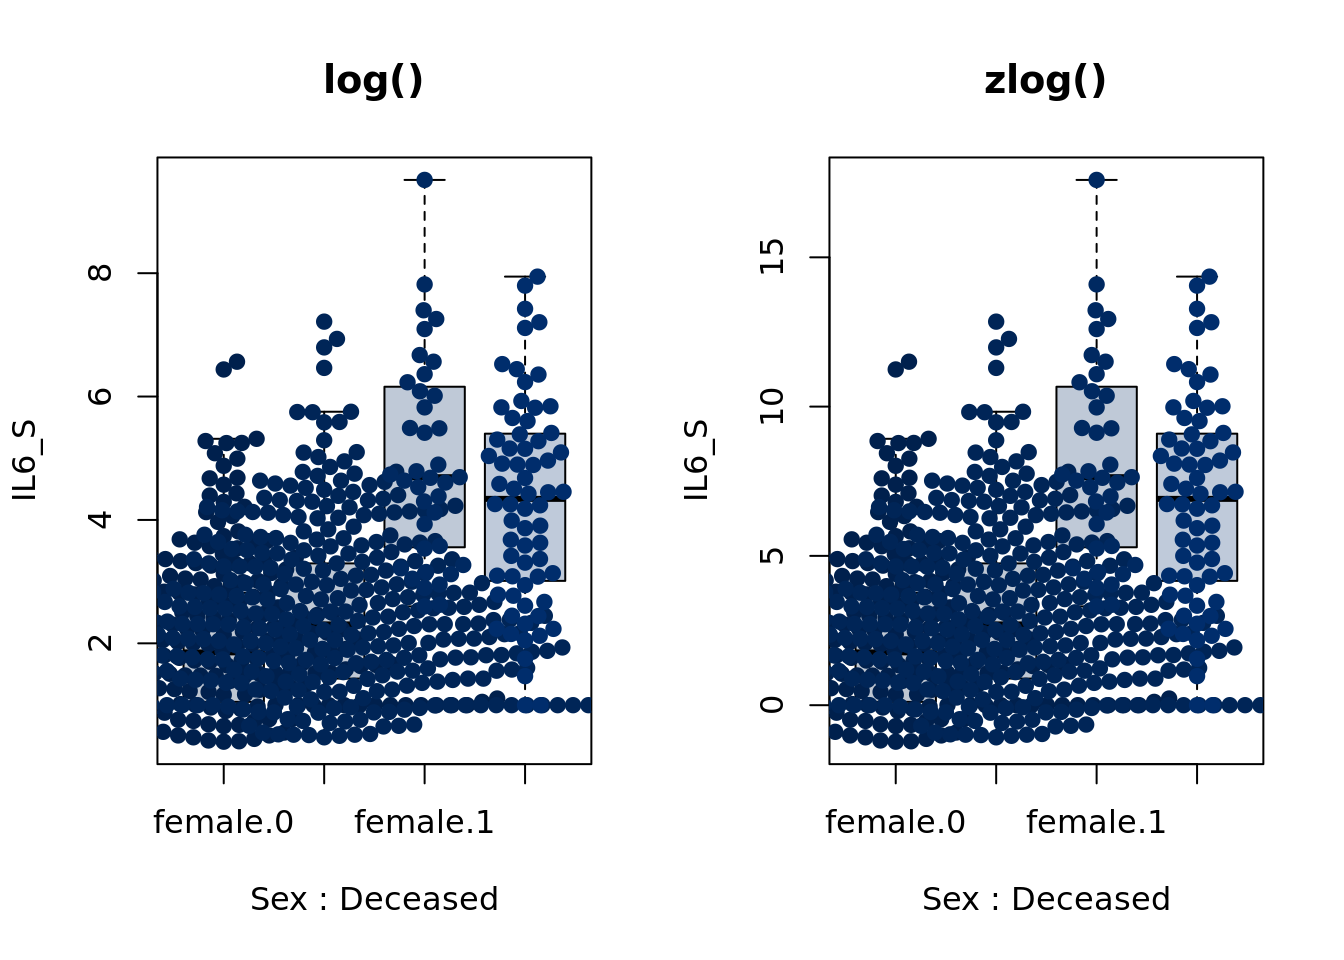 log()
IL6_S
8
6
4
2
female.0 female.1
Sex : Deceased
zlog()
IL6_S
15
10
5
0
female.0 female.1
Sex : Deceased